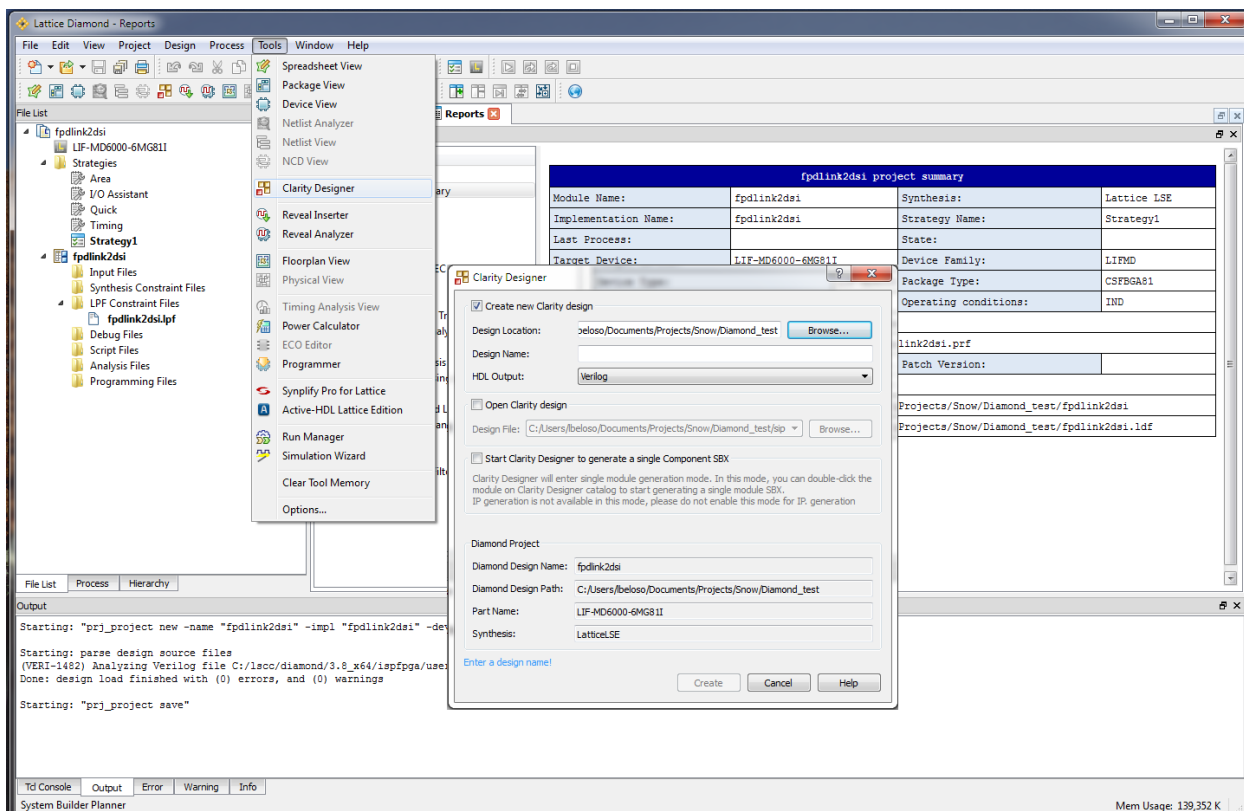 Lattice Diamond - Reports
File Edit View Project Design Process Tools Window Help
File List
fpdlink2dsi
LIF-MD6000-6MG81I
Strategies
Area
I/O Assistant
Quick
Timing
Strategy1
fpdlink2dsi
Input Files
Synthesis Constraint Files
LPF Constraint Files
fpdlink2dsi.lpf
Debug Files
Script Files
Analysis Files
Programming Files
File List Process Hierarchy
Spreadsheet View
Package View
Device View
Netlist Analyzer
Netlist View
NCD View
Clarity Designer
Reveal Inserter
Reveal Analyzer
Floorplan View
Physical View
Timing Analysis View
Power Calculator
ECO Editor
Programmer
Synplify Pro for Lattice
Active-HDL Lattice Edition
Run Manager
Simulation Wizard
Clear Tool Memory
Options...
Reports
fpdlink2dsi project summary
Module Name: fpdlink2dsi Synthesis: Lattice LSE
Implementation Name: fpdlink2dsi Strategy Name: Strategy1
Last Process: State:
Target Device: LIF-MD6000-6MG81I Device Family: LIFMD
Package Type: CSFBGA81
Operating conditions: IND
link2dsi.prf
Patch Version:
Projects/Snow/Diamond_test/fpdlink2dsi
Projects/Snow/Diamond_test/fpdlink2dsi.ldf
Clarity Designer
Create new Clarity design
Design Location: beloso/Documents/Projects/Snow/Diamond_test Browse...
Design Name:
HDL Output: Verilog
Open Clarity design
Design File: C:/Users/lbeloso/Documents/Projects/Snow/Diamond_test/sip Browse...
Start Clarity Designer to generate a single Component SBX
Clarity Designer will enter single module generation mode. In this mode, you can double-click the
module on Clarity Designer catalog to start generating a single module SBX.
IP generation is not available in this mode, please do not enable this mode for IP. generation
Diamond Project
Diamond Design Name: fpdlink2dsi
Diamond Design Path: C:/Users/lbeloso/Documents/Projects/Snow/Diamond_test
Part Name: LIF-MD6000-6MG81I
Synthesis: LatticeLSE
Enter a design name!
Create Cancel Help
Output
Starting: "prj_project new -name "fpdlink2dsi" -impl "fpdlink2dsi" -dev
Starting: parse design source files
(VERI-1482) Analyzing Verilog file C:/lscc/diamond/3.8_x64/ispfpga/user
Done: design load finished with (0) errors, and (0) warnings
Starting: "prj_project save"
Tcl Console Output Error Warning Info
System Builder Planner Mem Usage: 139,352 K